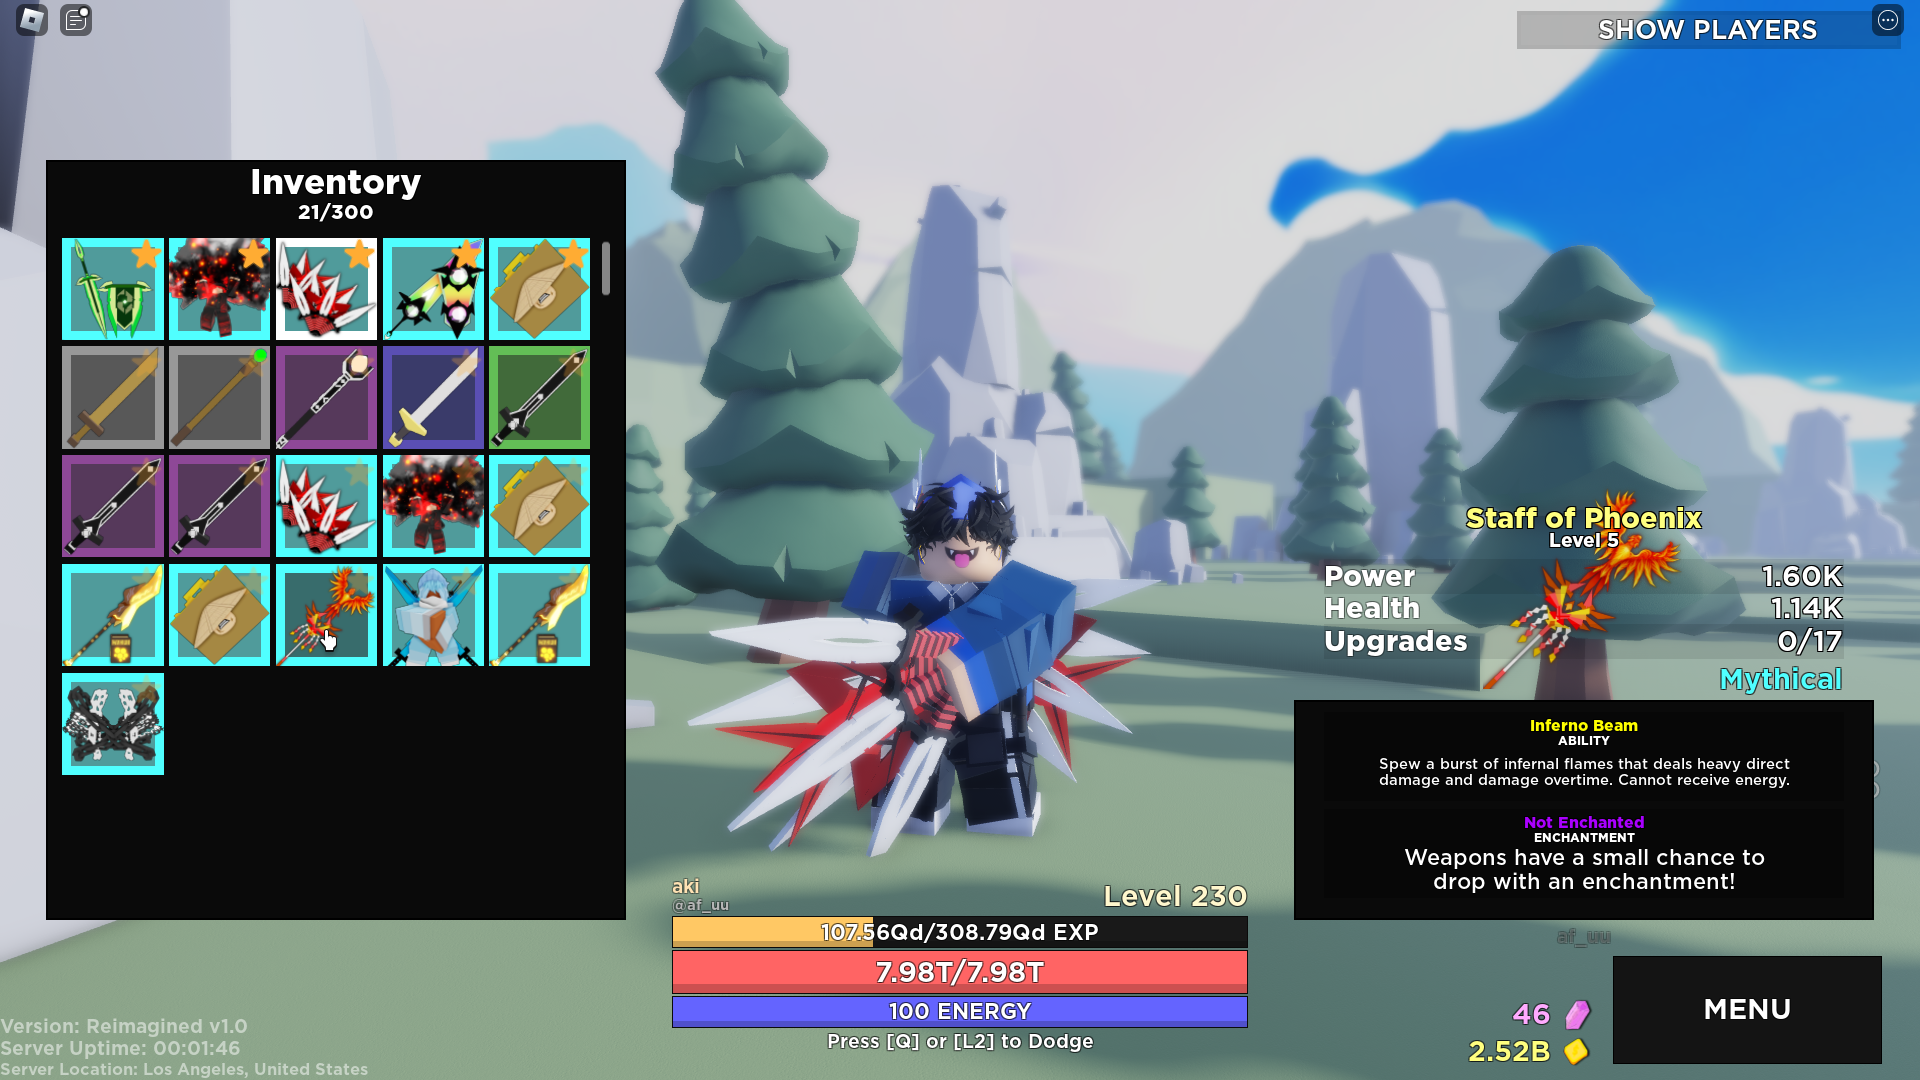 SHOW PLAYERS
Inventory
21/300
Staff of Phoenix
Level 5
Power 1.60K
Health 1.14K
Upgrades 0/17
Mythical
Inferno Beam
ABILITY
Spew a burst of infernal flames that deals heavy direct
damage and damage overtime. Cannot receive energy.
Not Enchanted
ENCHANTMENT
Weapons have a small chance to
drop with an enchantment!
aki
@af_uu
Level 230
107.56Qd/308.79Qd EXP
7.98T/7.98T
100 ENERGY
Press [Q] or [L2] to Dodge
af_uu
46
2.52B
MENU
Version: Reimagined v1.0
Server Uptime: 00:01:46
Server Location: Los Angeles, United States